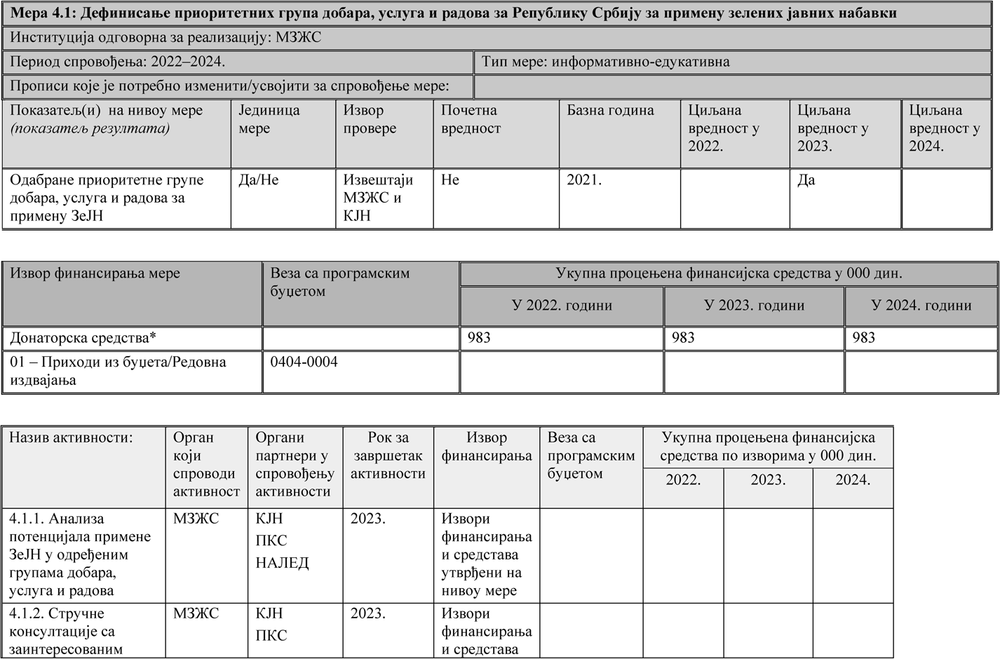 Мера 4.1: Дефинисање приоритетних група добара, услуга и радова за Републику Србију за примену зелених јавних набавки
Институција одговорна за реализацију: МЗЖС
Период спровођења: 2022–2024.
Тип мере: информативно-едукативна
Прописи које је потребно изменити/усвојити за спровођење мере:
Показатељ(и) на нивоу мере
(показатељ резултата)
Јединица
мере
Извор
провере
Почетна
вредност
Базна година
Циљана
вредност у
2022.
Циљана
вредност у
2023.
Циљана
вредност у
2024.
Одабране приоритетне групе
добара, услуга и радова за
примену ЗеЈН
Да/Не
Извештаји
МЗЖС и
КЈН
Не
2021.
Да
Извор финансирања мере
Веза са програмским
буџетом
Укупна процењена финансијска средства у 000 дин.
У 2022. години
У 2023. години
У 2024. години
Донаторска средства*
983
983
983
01 – Приходи из буџета/Редовна
издвајања
0404-0004
Назив активности:
Орган
који
спроводи
активност
Органи
партнери у
спровођењу
активности
Рок за
завршетак
активности
Извор
финансирања
Веза са
програмским
буџетом
Укупна процењена финансијска
средства по изворима у 000 дин.
2022.
2023.
2024.
4.1.1. Анализа
потенцијала примене
ЗеЈН у одређеним
групама добара,
услуга и радова
МЗЖС
КЈН
ПКС
НАЛЕД
2023.
Извори
финансирања
и средстава
утврђени на
нивоу мере
4.1.2. Стручне
консултације са
заинтересованим
МЗЖС
КЈН
ПКС
2023.
Извори
финансирања
и средстава